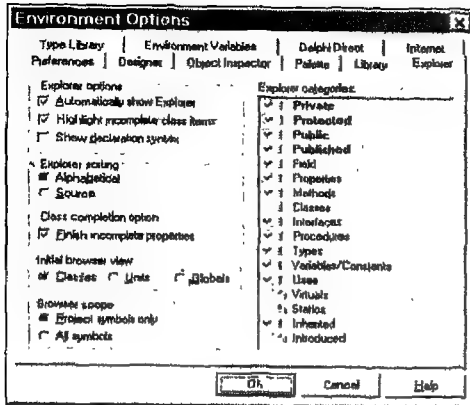 Environment Options
Type Library Environment Variables Delphi Direct Internet
Preferences Designer Object Inspector Palette Library Explorer
Explorer options
Automatically show Explorer
Highlight incomplete class items
Show declaration syntax
Explorer sorting
Alphabetical
Source
Class completion option
Finish incomplete properties
Initial browser view
Classes Units Globals
Browser scope
Project symbols only
All symbols
Explorer categories:
Private
Protected
Public
Published
Field
Properties
Methods
Classes
Interfaces
Procedures
Types
Variables/Constants
Uses
Virtuals
Statics
Inherited
Introduced
Ok Cancel Help